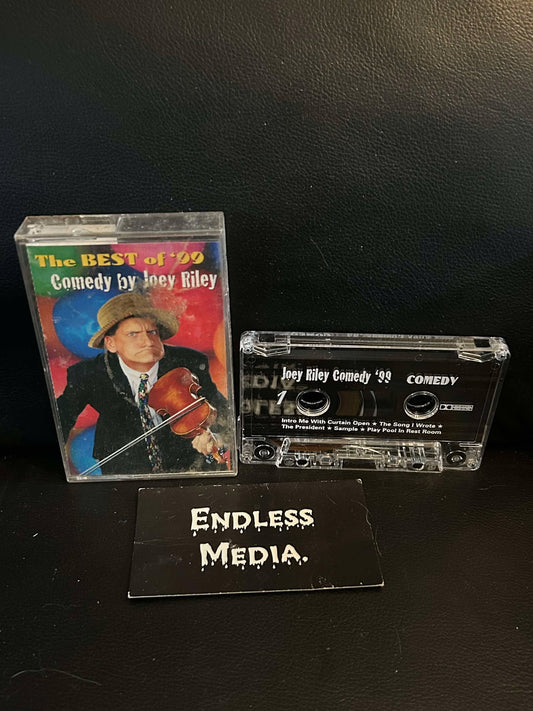 The BEST of '99
Comedy by Joey Riley
Joey Riley Comedy '99 COMEDY
1
Intro Me With Curtain Open ★ The Song I Wrote ★
The President ★ Sample ★ Play Pool In Rest Room
ENDLESS
MEDIA.